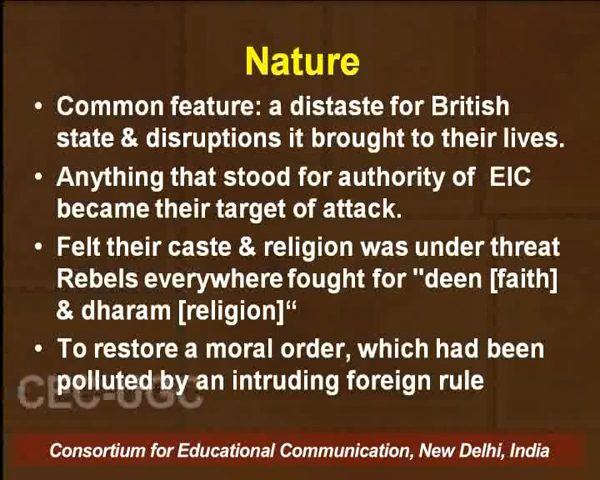 Nature
• Common feature: a distaste for British
state & disruptions it brought to their lives.
• Anything that stood for authority of EIC
became their target of attack.
• Felt their caste & religion was under threat
Rebels everywhere fought for "deen [faith]
& dharam [religion]“
• To restore a moral order, which had been
polluted by an intruding foreign rule
CEC-UGC
Consortium for Educational Communication, New Delhi, India